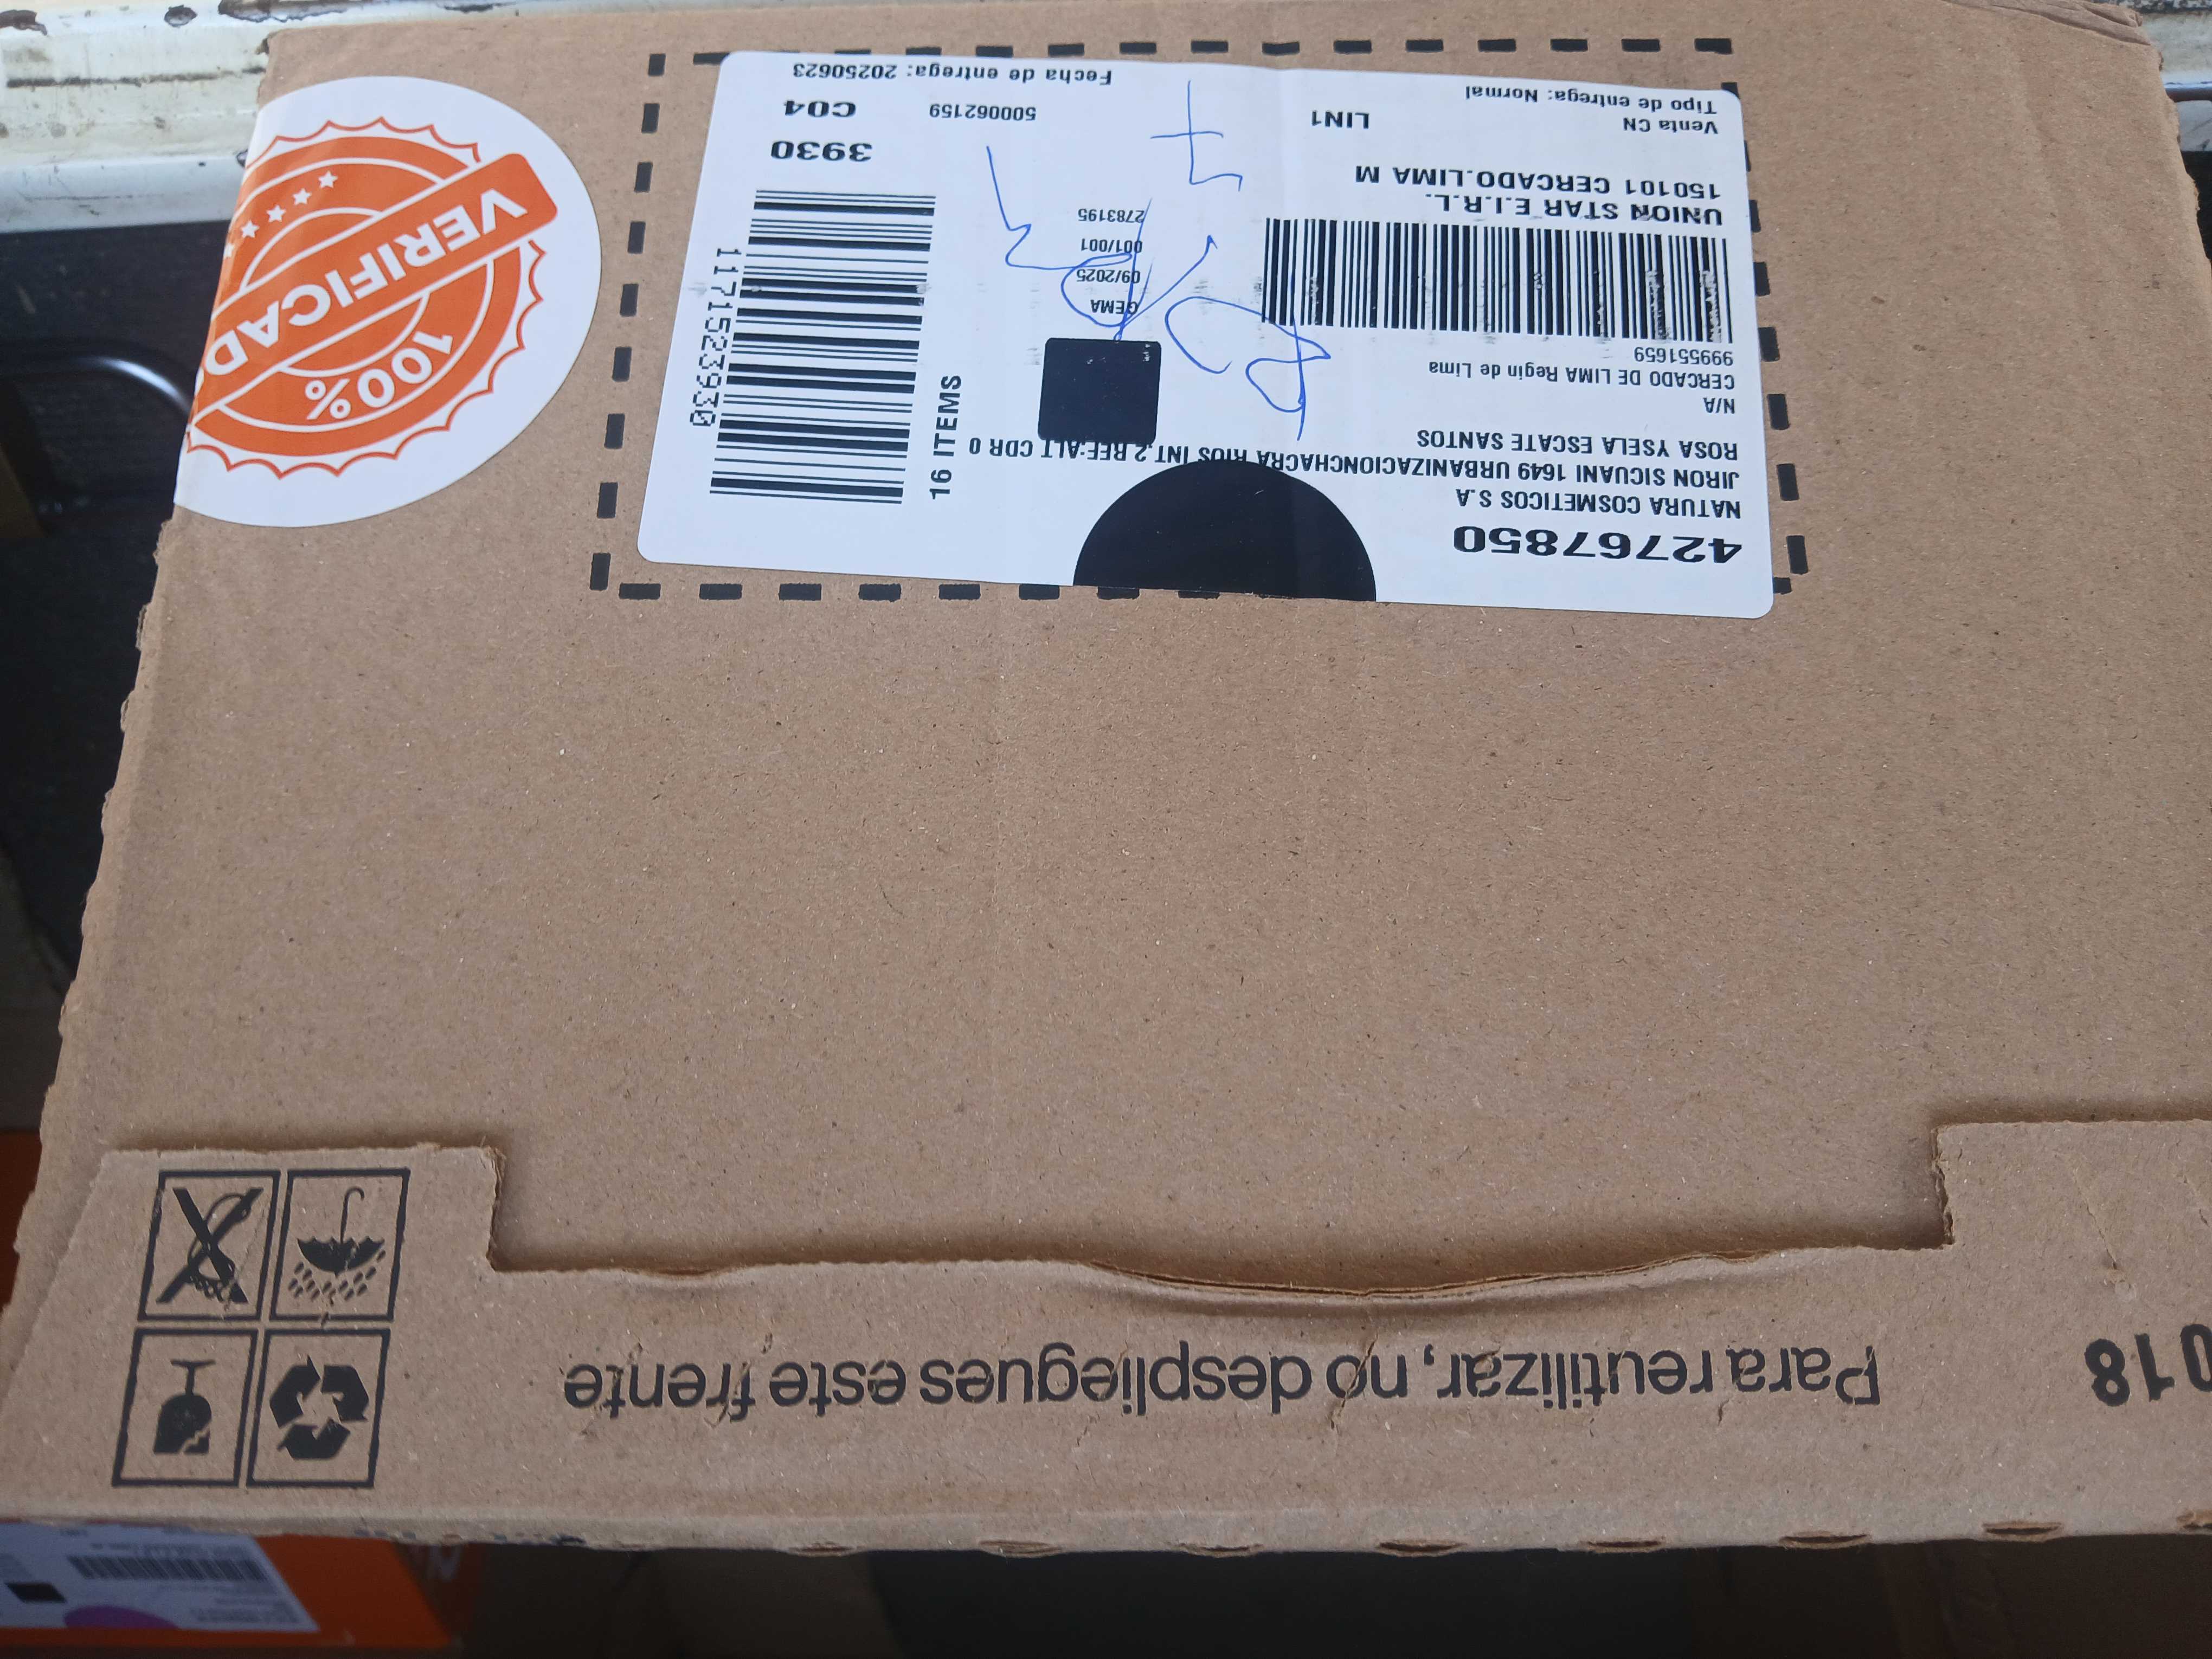 42767850
NATURA COSMETICOS S.A
JIRON SICUANI 1649 URBANIZACIONCHACRA RIOS INT.2 REF:ALT CDR 0
ROSA YSELA ESCATE SANTOS
N/A
CERCADO DE LIMA Regin de Lima
999551659
UNION STAR E.I.R.L.
150101 CERCADO.LIMA M
Venta CN
LIN1
Tipo de entrega: Normal
GEMA
09/2025
001/001
2783195
16 ITEMS
1171523930
3930
500062159
C04
Fecha de entrega: 20250623
100%
VERIFICAD
Para reutilizar, no despliegues este frente
018